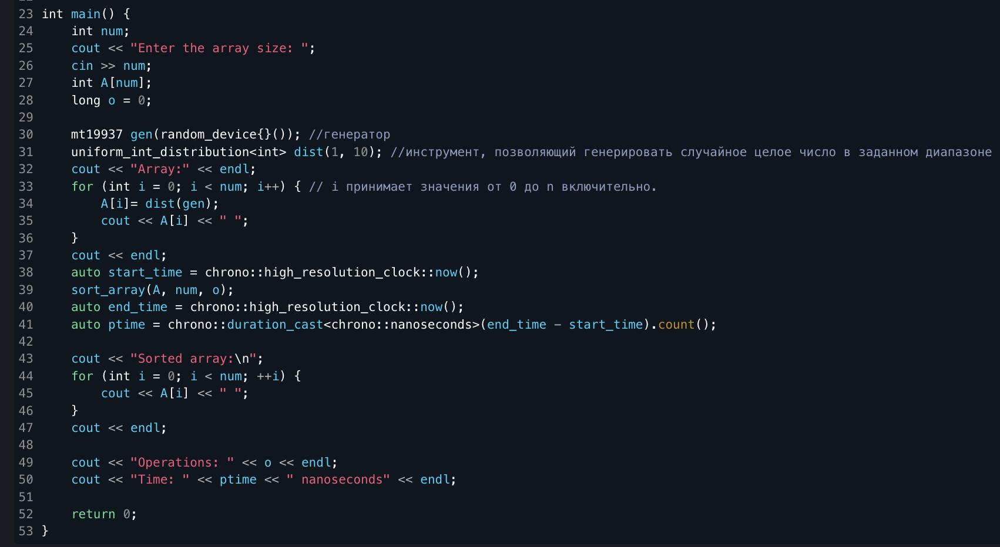 23 int main() {
24     int num;
25     cout << "Enter the array size: ";
26     cin >> num;
27     int A[num];
28     long o = 0;
29
30     mt19937 gen(random_device{}()); //генератор
31     uniform_int_distribution<int> dist(1, 10); //инструмент, позволяющий генерировать случайное целое число в заданном диапазоне
32     cout << "Array:" << endl;
33     for (int i = 0; i < num; i++) { // i принимает значения от 0 до n включительно.
34         A[i]= dist(gen);
35         cout << A[i] << " ";
36     }
37     cout << endl;
38     auto start_time = chrono::high_resolution_clock::now();
39     sort_array(A, num, o);
40     auto end_time = chrono::high_resolution_clock::now();
41     auto ptime = chrono::duration_cast<chrono::nanoseconds>(end_time - start_time).count();
42
43     cout << "Sorted array:\n";
44     for (int i = 0; i < num; ++i) {
45         cout << A[i] << " ";
46     }
47     cout << endl;
48
49     cout << "Operations: " << o << endl;
50     cout << "Time: " << ptime << " nanoseconds" << endl;
51
52     return 0;
53 }